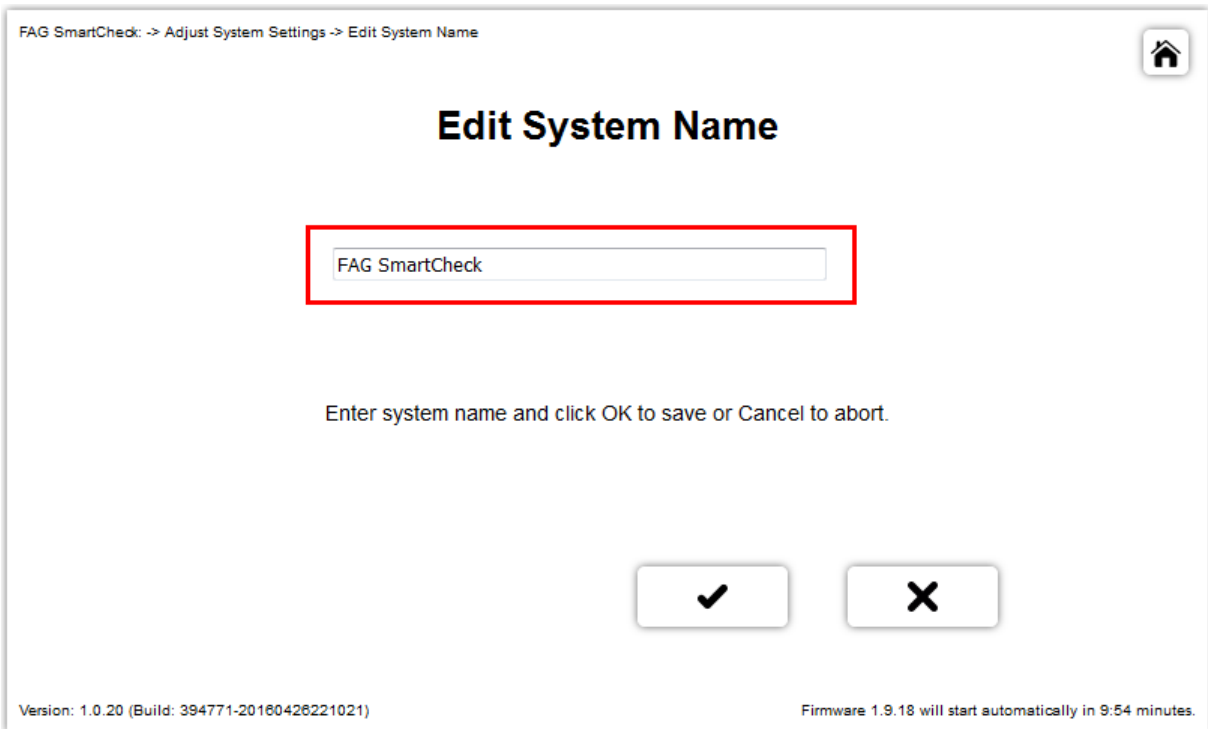 FAG SmartCheck: -> Adjust System Settings -> Edit System Name
Edit System Name
FAG SmartCheck
Enter system name and click OK to save or Cancel to abort.
Version: 1.0.20 (Build: 394771-20160426221021)
Firmware 1.9.18 will start automatically in 9:54 minutes.